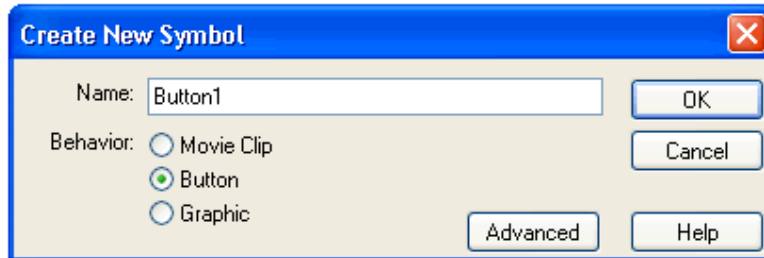 Create New Symbol
Name: Button1
OK
Behavior: Movie Clip
Cancel
Button
Graphic
Advanced
Help